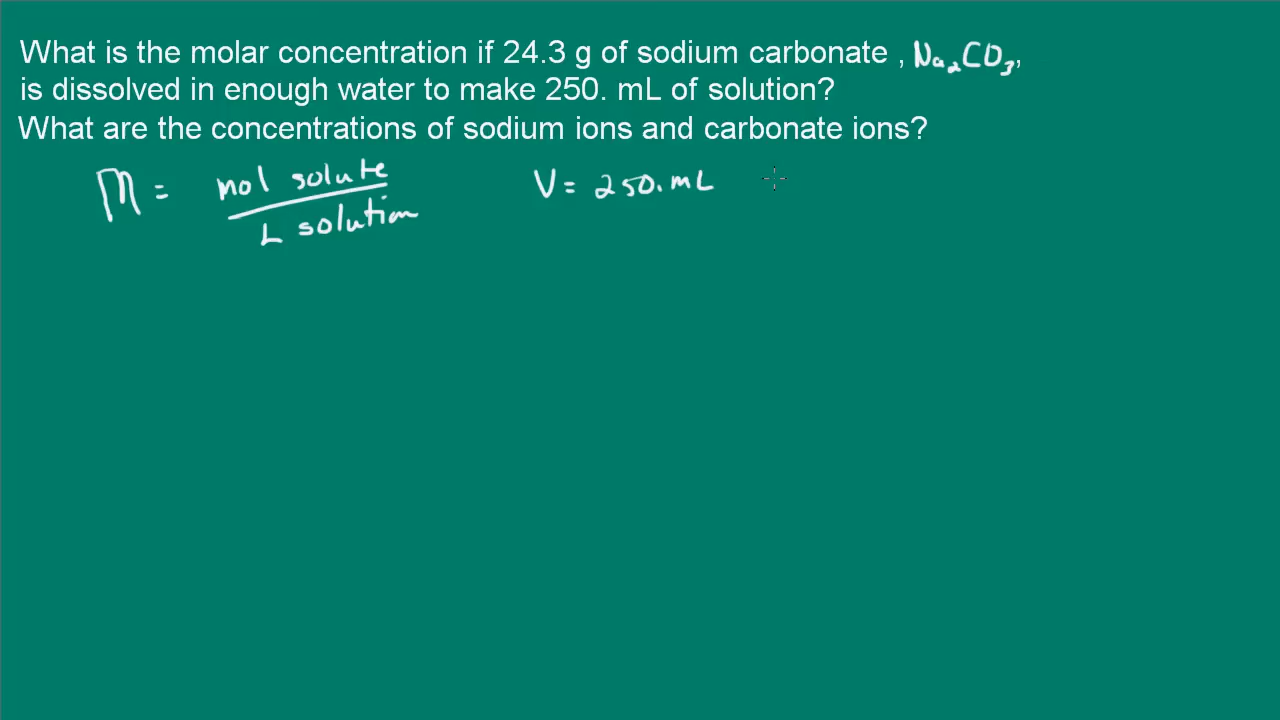 What is the molar concentration if 24.3 g of sodium carbonate , Na₂CO₃,
is dissolved in enough water to make 250. mL of solution?
What are the concentrations of sodium ions and carbonate ions?
M = mol solute / L solution
V = 250. mL